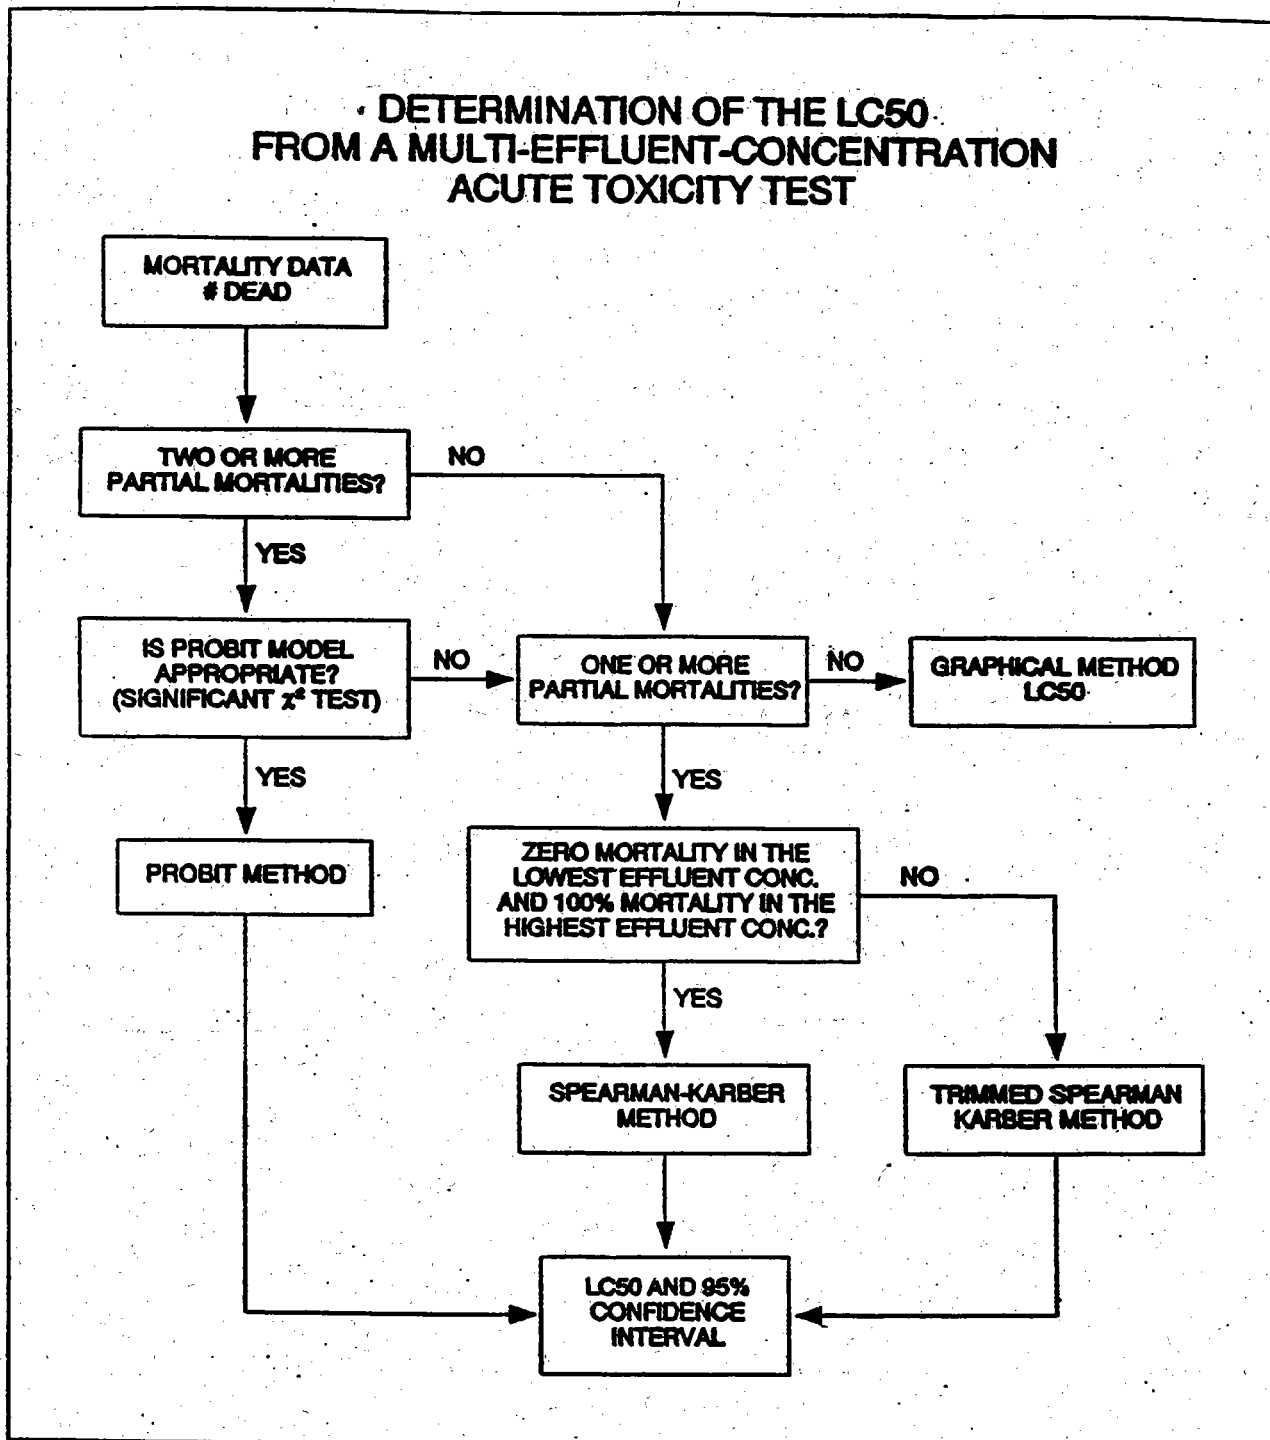 DETERMINATION OF THE LC50
FROM A MULTI-EFFLUENT-CONCENTRATION
ACUTE TOXICITY TEST
MORTALITY DATA
# DEAD
TWO OR MORE
PARTIAL MORTALITIES?
NO
YES
IS PROBIT MODEL
APPROPRIATE?
(SIGNIFICANT χ² TEST)
NO
ONE OR MORE
PARTIAL MORTALITIES?
NO
GRAPHICAL METHOD
LC50
YES
YES
PROBIT METHOD
ZERO MORTALITY IN THE
LOWEST EFFLUENT CONC.
AND 100% MORTALITY IN THE
HIGHEST EFFLUENT CONC.?
NO
YES
SPEARMAN-KARBER
METHOD
TRIMMED SPEARMAN
KARBER METHOD
LC50 AND 95%
CONFIDENCE
INTERVAL